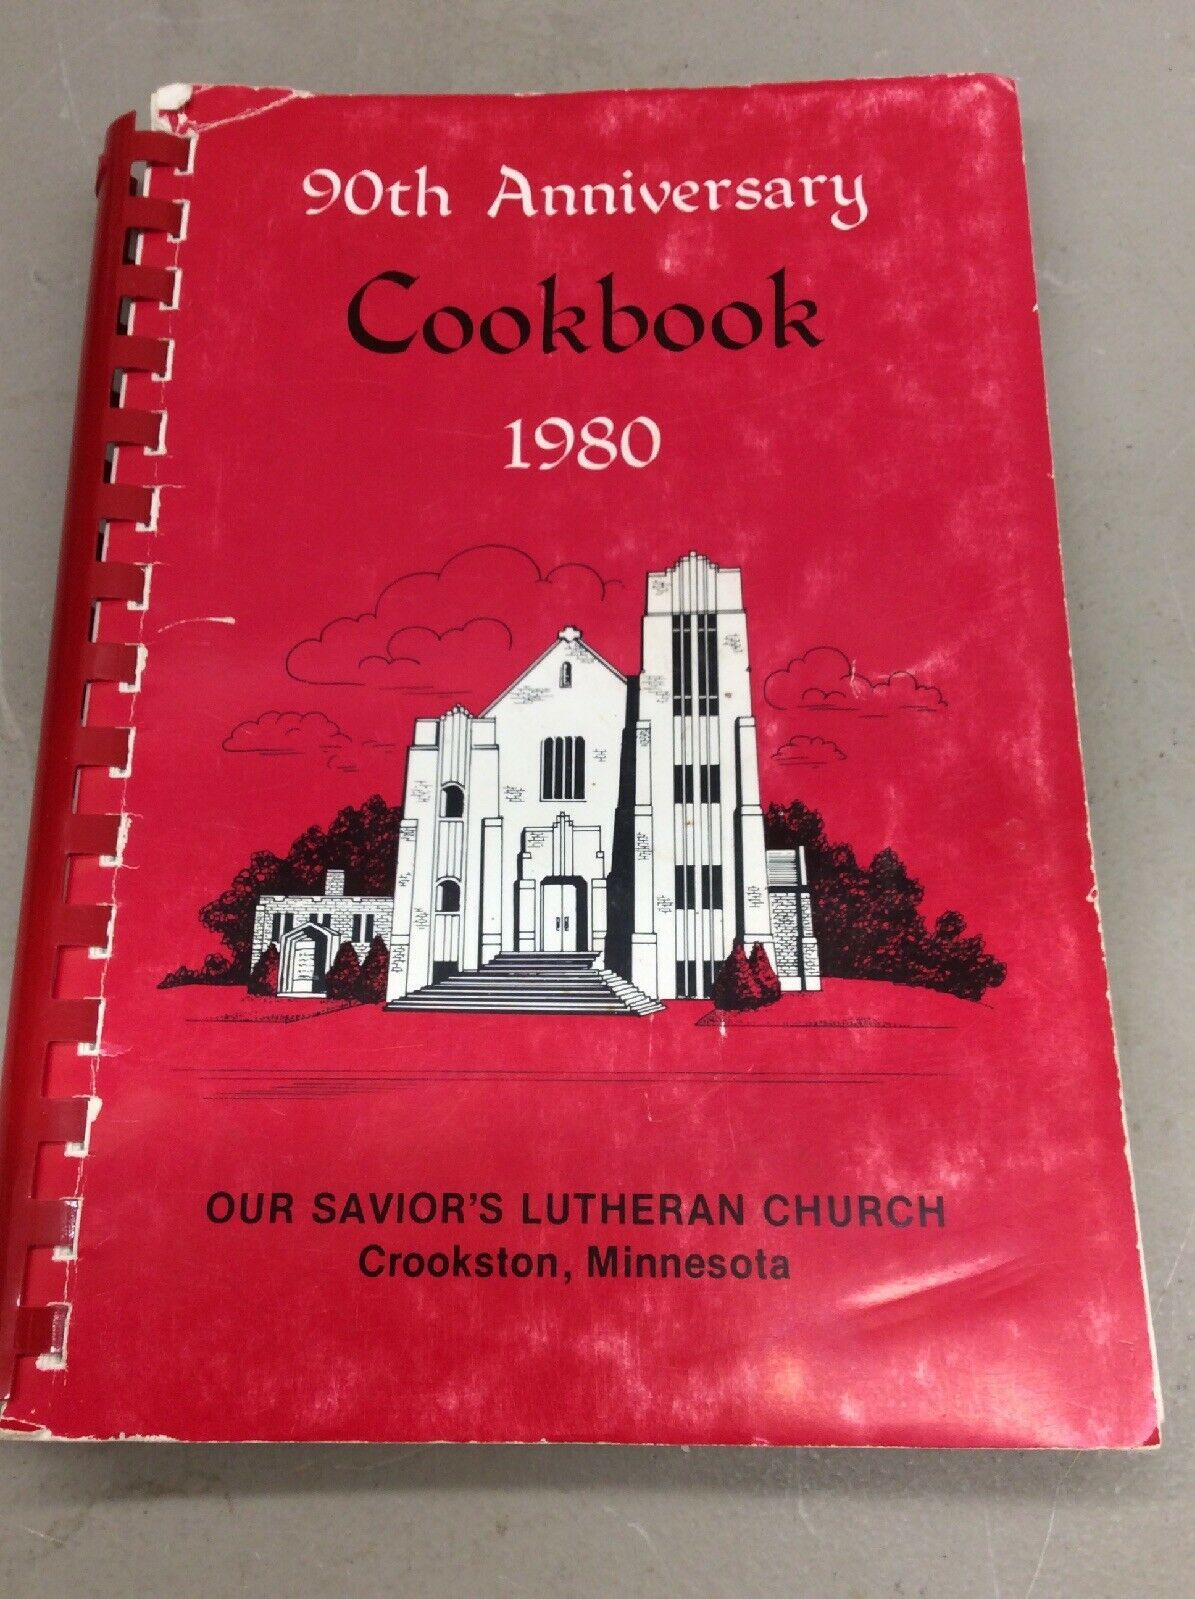 90th Anniversary
Cookbook
1980
OUR SAVIOR'S LUTHERAN CHURCH
Crookston, Minnesota